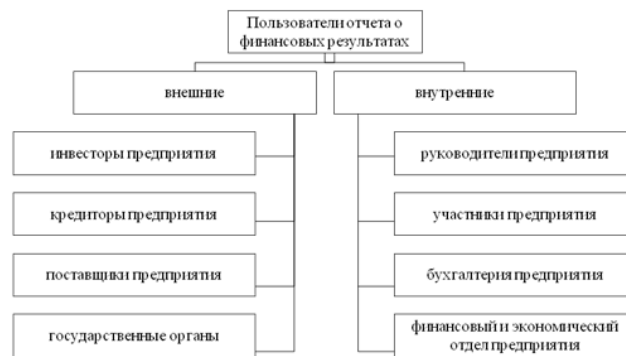 Пользователи отчета о
финансовых результатах
внешние
внутренние
инвесторы предприятия
руководители предприятия
кредиторы предприятия
участники предприятия
поставщики предприятия
бухгалтерия предприятия
государственные органы
финансовый и экономический
отдел предприятия